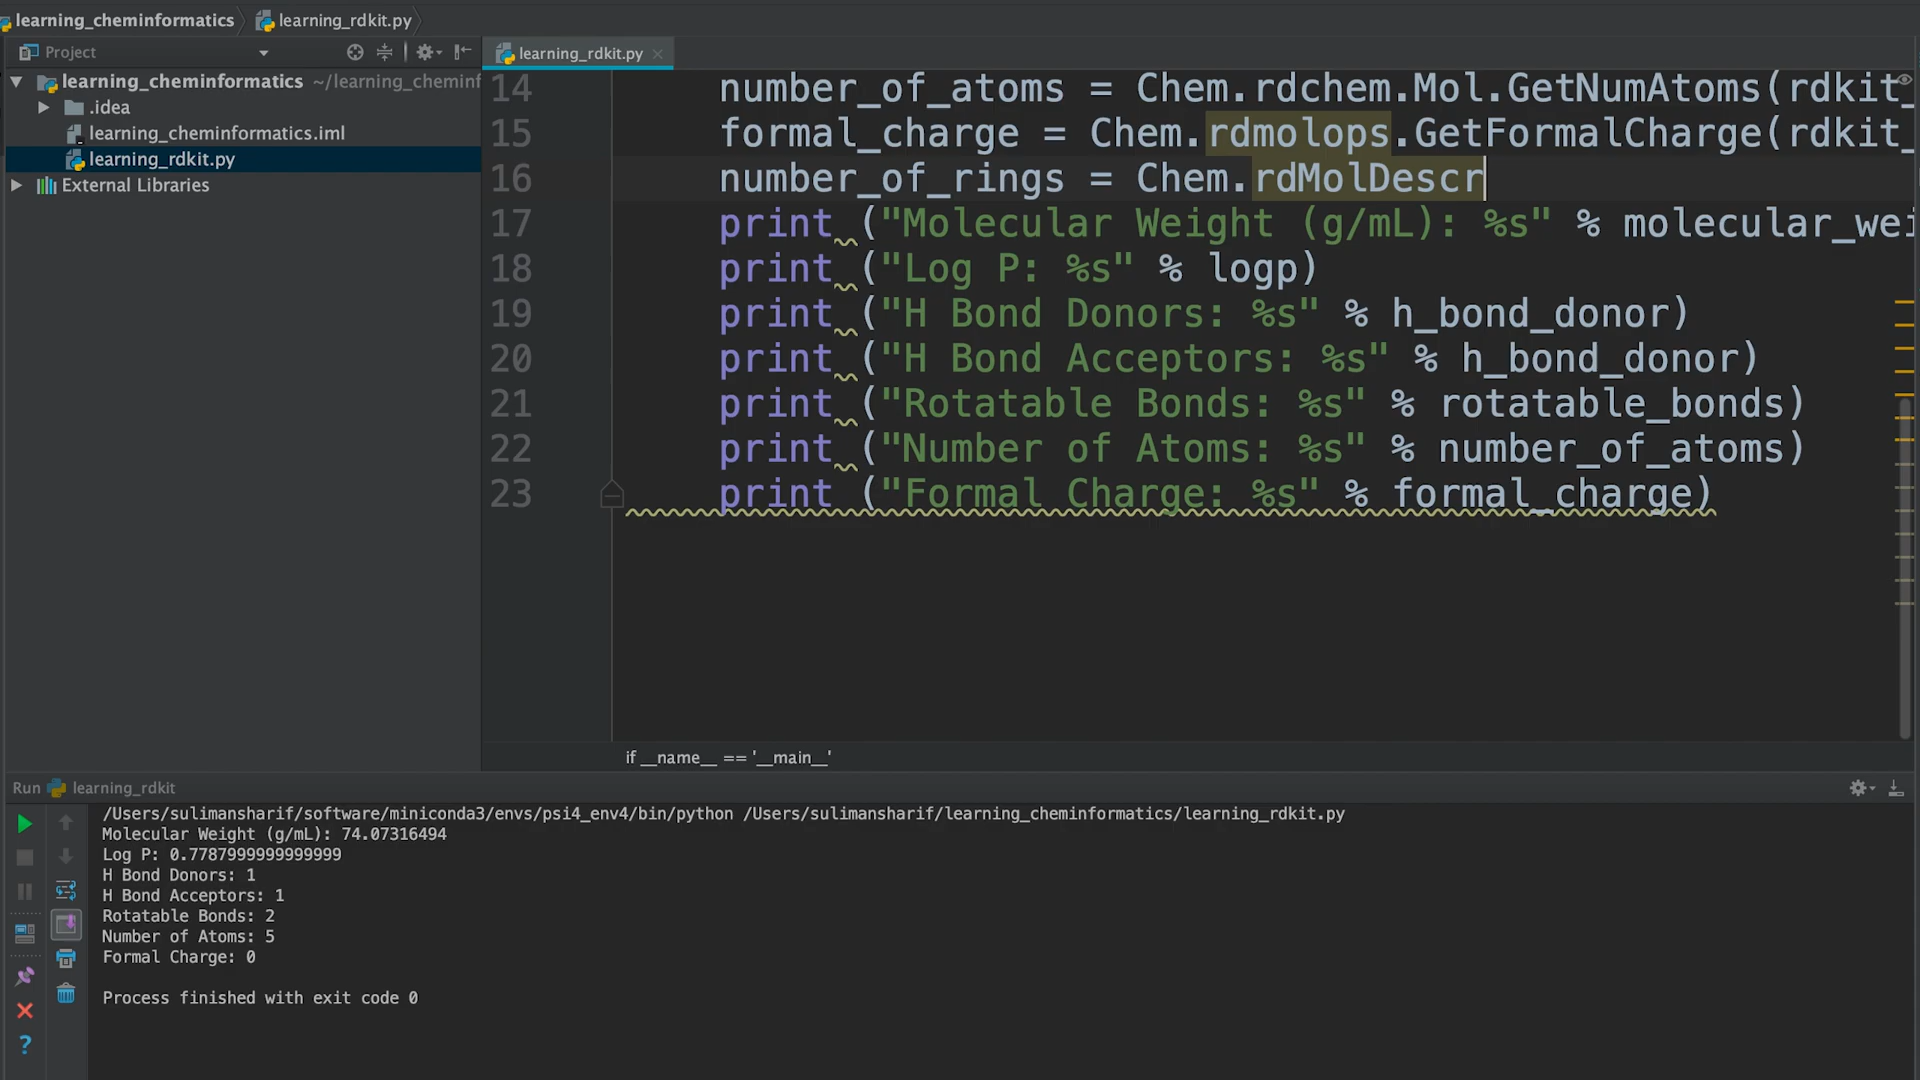 learning_cheminformatics learning_rdkit.py
Project
learning_rdkit.py
learning_cheminformatics ~/learning_cheminf
.idea
learning_cheminformatics.iml
learning_rdkit.py
External Libraries
14 number_of_atoms = Chem.rdchem.Mol.GetNumAtoms(rdkit_
15 formal_charge = Chem.rdmolops.GetFormalCharge(rdkit_
16 number_of_rings = Chem.rdMolDescr
17 print ("Molecular Weight (g/mL): %s" % molecular_wei
18 print ("Log P: %s" % logp)
19 print ("H Bond Donors: %s" % h_bond_donor)
20 print ("H Bond Acceptors: %s" % h_bond_donor)
21 print ("Rotatable Bonds: %s" % rotatable_bonds)
22 print ("Number of Atoms: %s" % number_of_atoms)
23 print ("Formal Charge: %s" % formal_charge)
if __name__ == '__main__'
Run learning_rdkit
/Users/sulimansharif/software/miniconda3/envs/psi4_env4/bin/python /Users/sulimansharif/learning_cheminformatics/learning_rdkit.py
Molecular Weight (g/mL): 74.07316494
Log P: 0.7787999999999999
H Bond Donors: 1
H Bond Acceptors: 1
Rotatable Bonds: 2
Number of Atoms: 5
Formal Charge: 0
Process finished with exit code 0